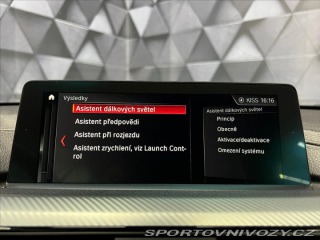 Výsledky
KISS 16:16
Asistent dálkových světel
Asistent předpovědi
Asistent při rozjezdu
Asistent zrychlení, viz Launch Cont-
rol
Asistent dálkových světel
Princip
Obecně
Aktivace/deaktivace
Omezení systému
SPORTOVNIVOZY.CZ